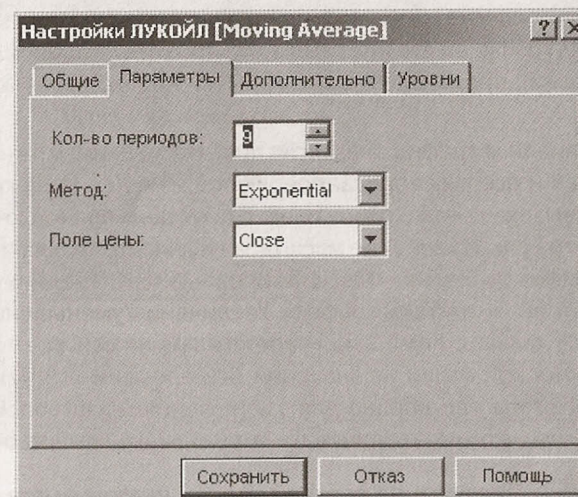 Настройки ЛУКОЙЛ [Moving Average]
Общие Параметры Дополнительно Уровни
Кол-во периодов: 9
Метод: Exponential
Поле цены: Close
Сохранить Отказ Помощь